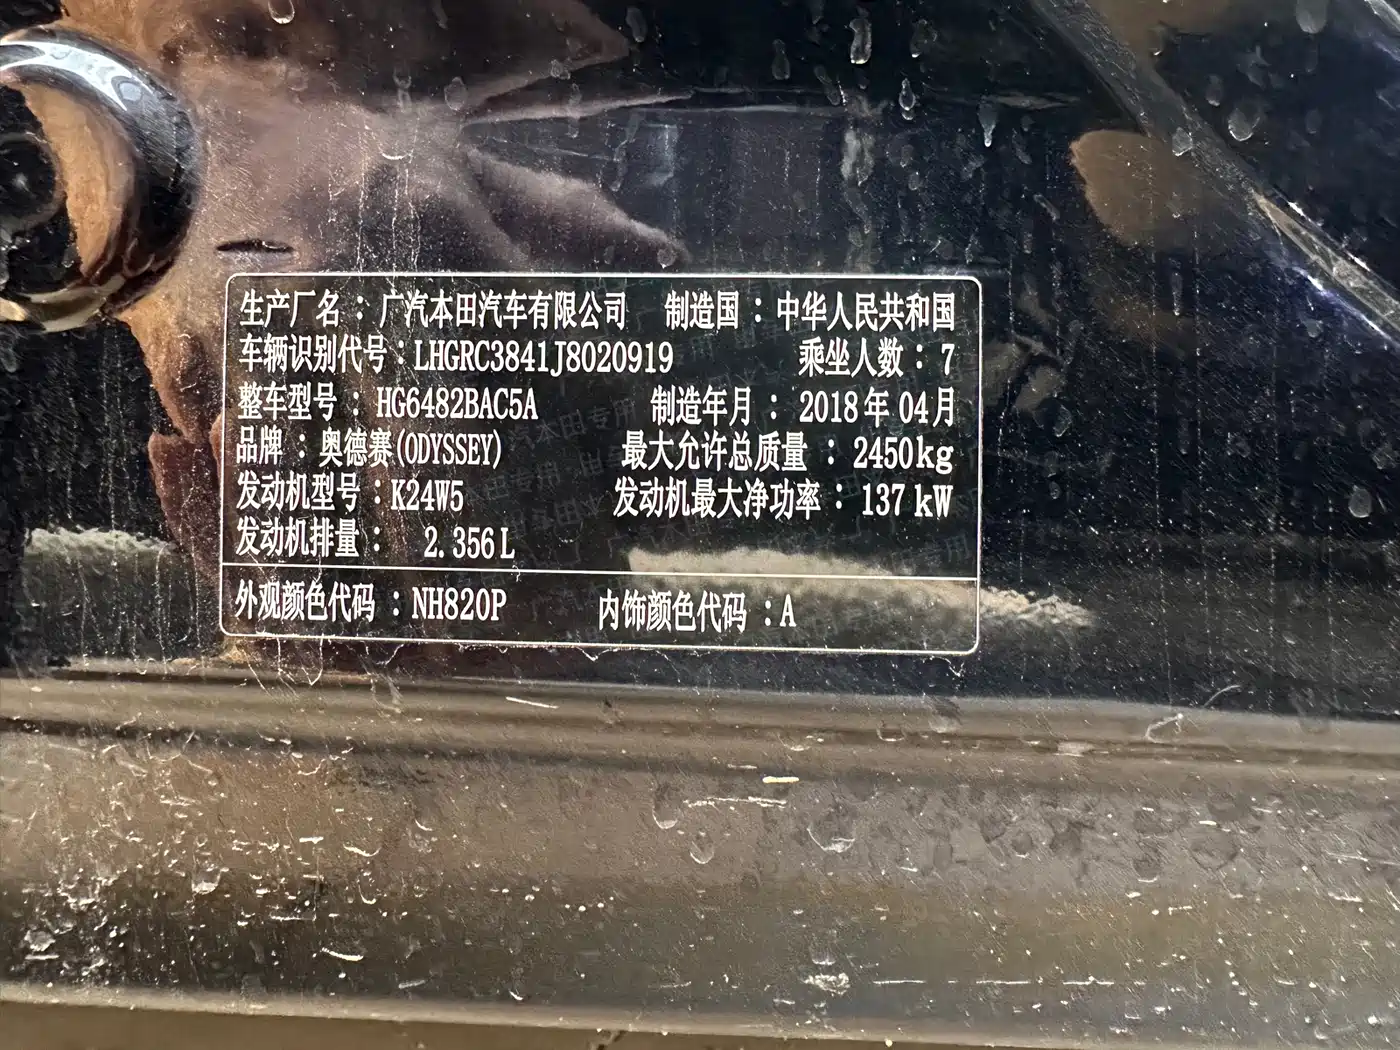 生产厂名：广汽本田汽车有限公司 制造国：中华人民共和国
车辆识别代号：LHGRC3841J8020919 乘坐人数：7
整车型号：HG6482BAC5A 制造年月：2018年04月
品牌：奥德赛(ODYSSEY) 最大允许总质量：2450kg
发动机型号：K24W5 发动机最大净功率：137 kW
发动机排量：2.356L
外观颜色代码：NH820P 内饰颜色代码：A